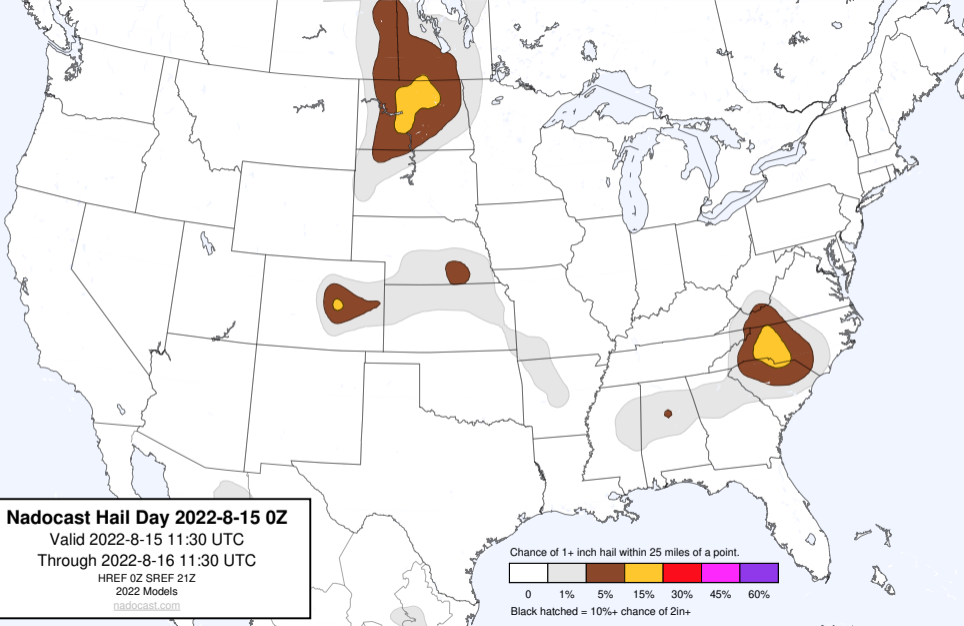 Nadocast Hail Day 2022-8-15 0Z
Valid 2022-8-15 11:30 UTC
Through 2022-8-16 11:30 UTC
HREF 0Z SREF 21Z
2022 Models
nadocast.com
Chance of 1+ inch hail within 25 miles of a point.
0 1% 5% 15% 30% 45% 60%
Black hatched = 10%+ chance of 2in+